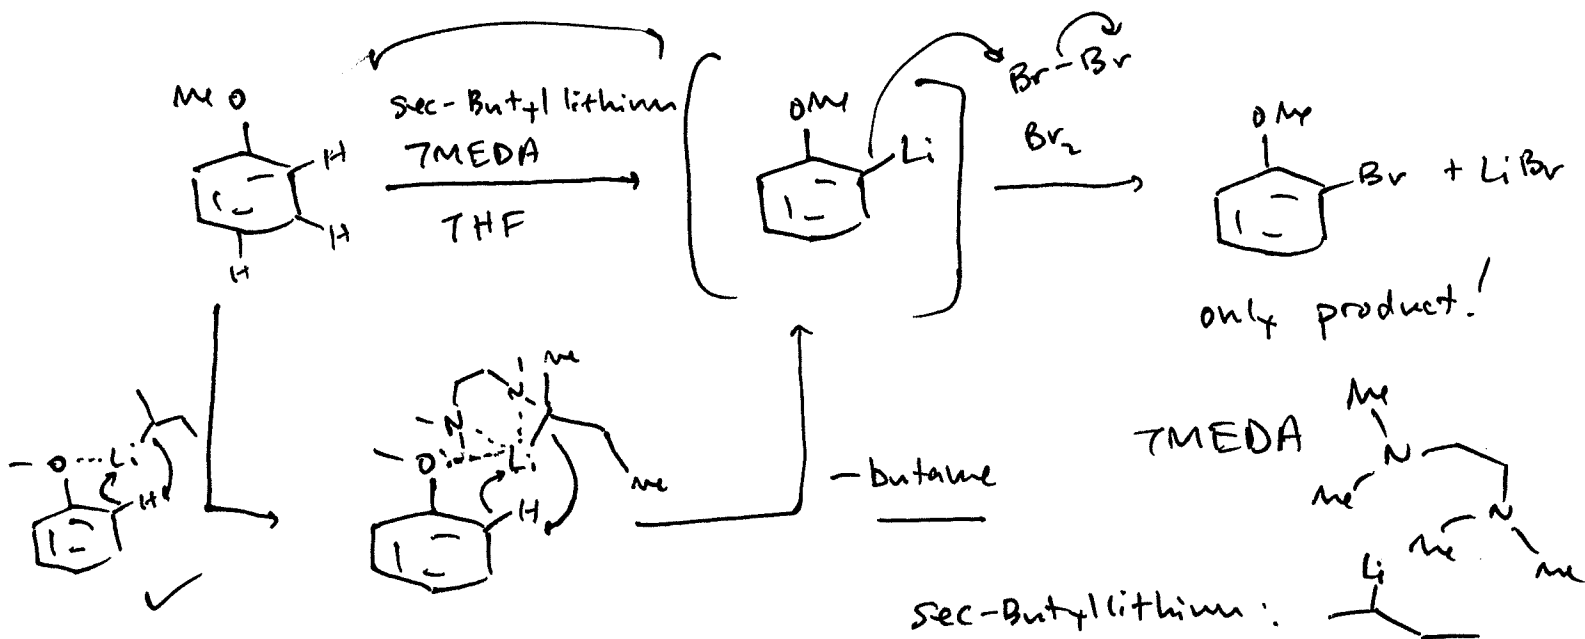 Br-Br
Me O
sec-Butyl lithium
TMEDA
THF
H
H
H
OMe
Li
Br2
OMe
Br + LiBr
only product!
Me
N
N
O Li
H
O Li
H
Me
-butane
TMEDA
Me
N
Me
N
Me
Me
sec-Butyllithium:
Li